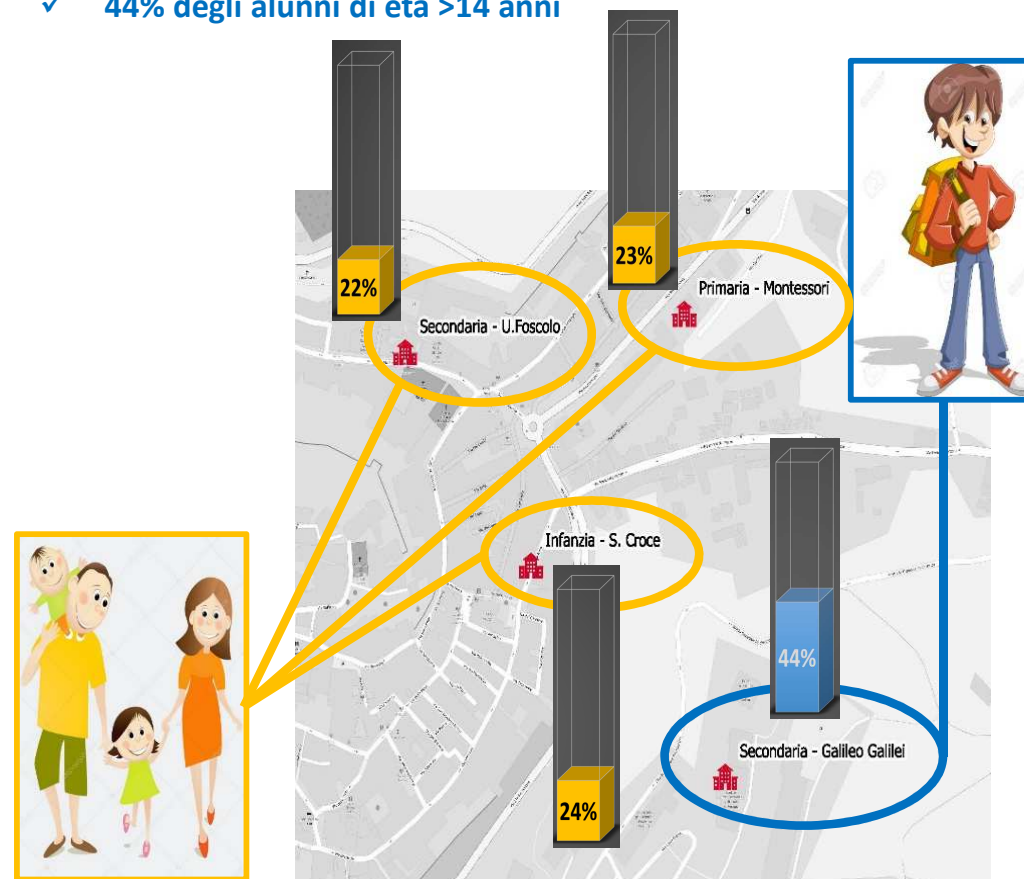 ✓ 44% degli alunni di età >14 anni
22%
23%
Primaria - Montessori
Secondaria - U.Foscolo
Infanzia - S. Croce
44%
Secondaria - Galileo Galilei
24%